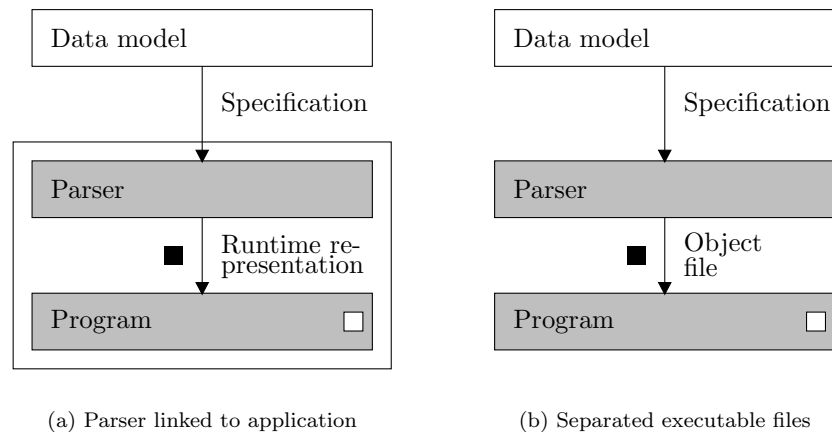 Data model
Specification
Parser
Runtime re-
presentation
Program
(a) Parser linked to application
Data model
Specification
Parser
Object
file
Program
(b) Separated executable files